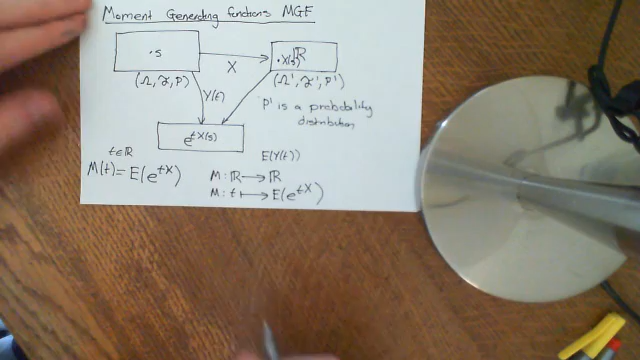 Moment Generating functions MGF
·s
X
·X(s) ℝ
(Ω, ℱ, P)
(Ω', ℱ', P')
Y(t)
P' is a probability
distribution
e^{tX(s)}
t∈ℝ
E(Y(t))
M(t) = E(e^{tX})
M: ℝ ⟶ ℝ
M: t ⟼ E(e^{tX})